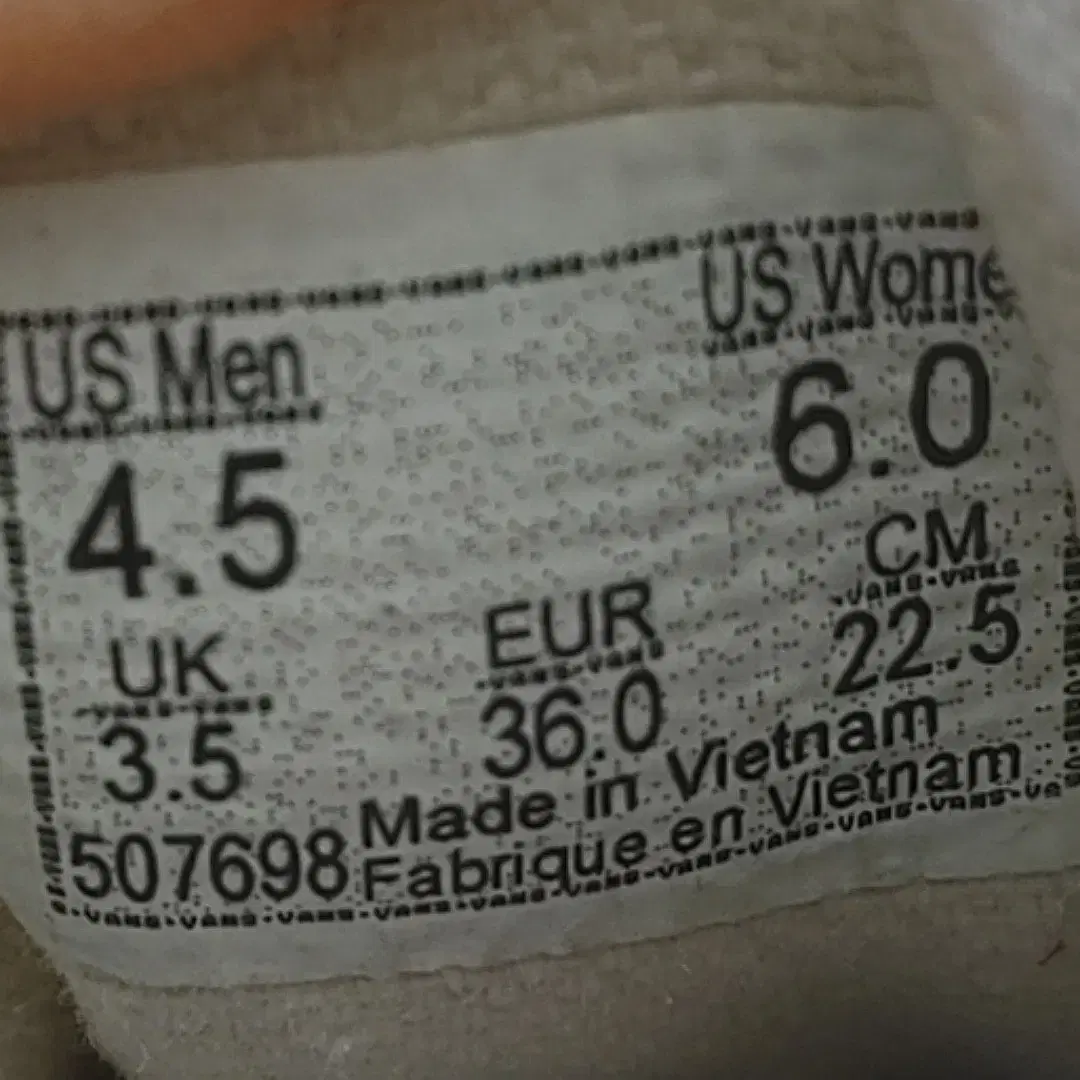 US Men
US Wome
4.5
6.0
CM
UK
EUR
22.5
3.5
36.0
Made in Vietnam
507698
Fabrique en Vietnam